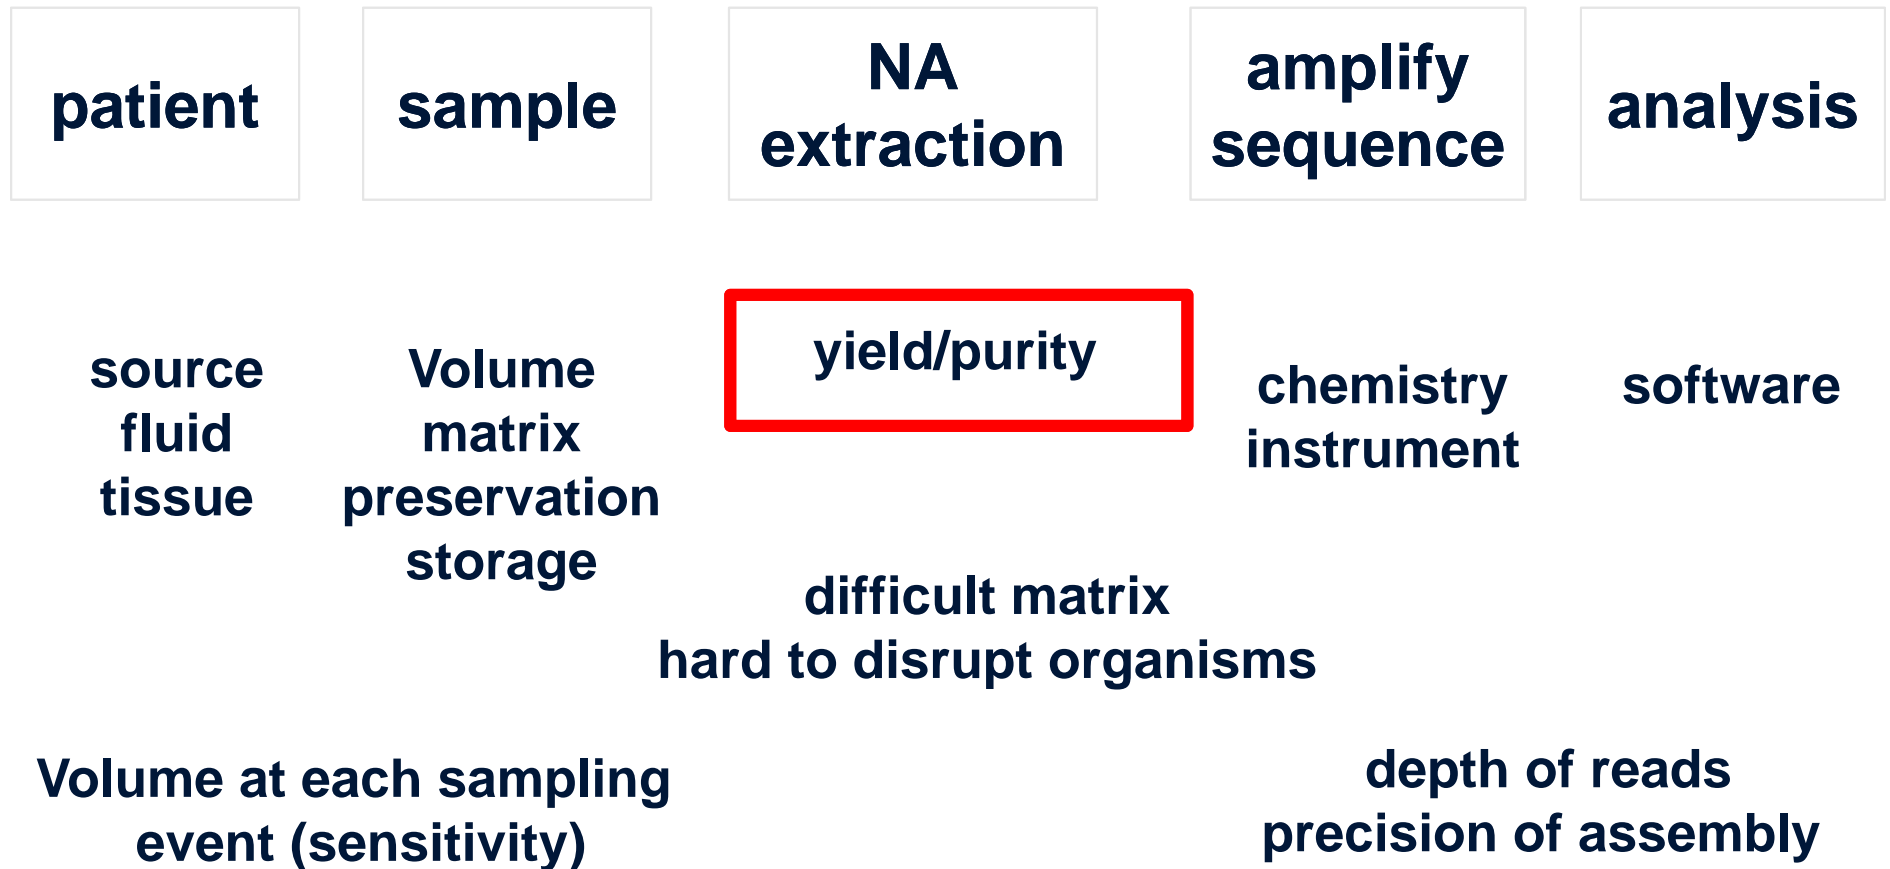 patient
sample
NA
extraction
amplify
sequence
analysis
source
fluid
tissue
Volume
matrix
preservation
storage
yield/purity
chemistry
instrument
software
difficult matrix
hard to disrupt organisms
Volume at each sampling
event (sensitivity)
depth of reads
precision of assembly